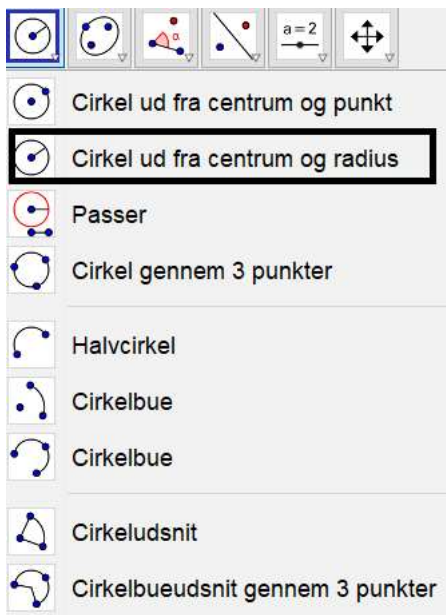 α
a=2
Cirkel ud fra centrum og punkt
Cirkel ud fra centrum og radius
Passer
Cirkel gennem 3 punkter
Halvcirkel
Cirkelbue
Cirkelbue
Cirkeludsnit
Cirkelbueudsnit gennem 3 punkter